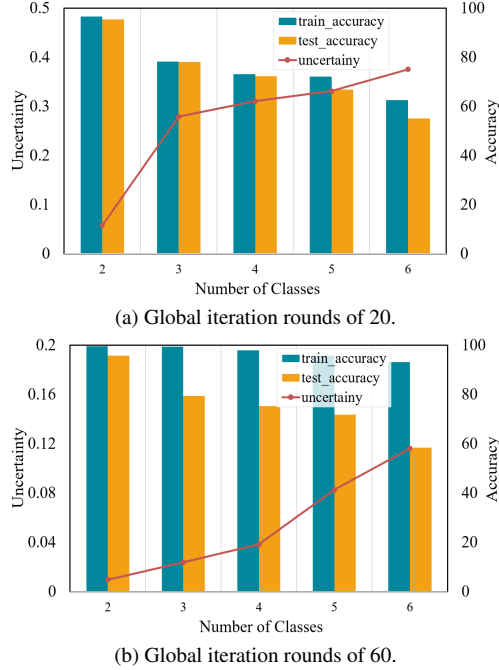 0.5
0.4
0.3
0.2
0.1
0
Uncertainty
100
80
60
40
20
0
Accuracy
train_accuracy
test_accuracy
uncertainy
2 3 4 5 6
Number of Classes
(a) Global iteration rounds of 20.
0.2
0.16
0.12
0.08
0.04
0
Uncertainty
100
80
60
40
20
0
Accuracy
train_accuracy
test_accuracy
uncertainy
2 3 4 5 6
Number of Classes
(b) Global iteration rounds of 60.